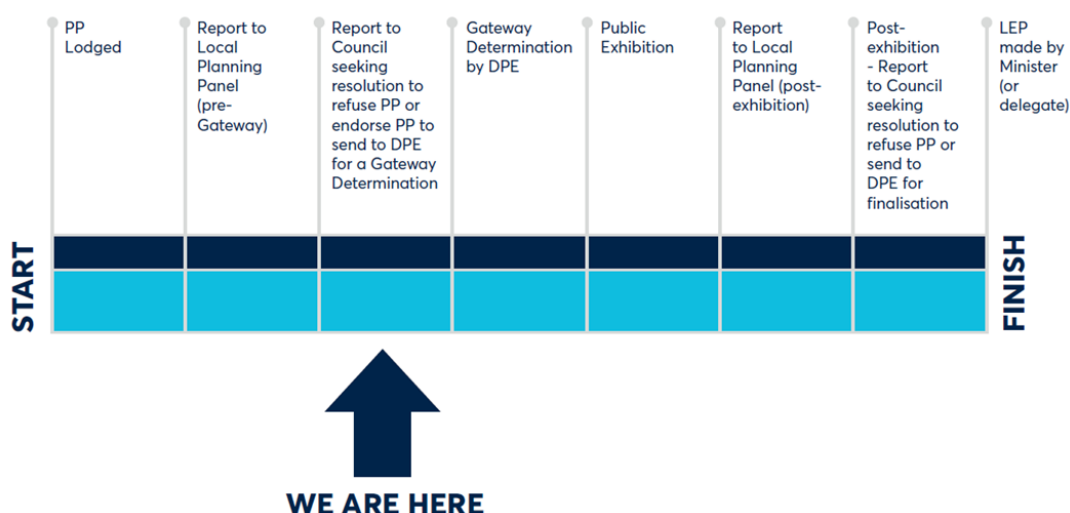 PP
Lodged
Report to
Local
Planning
Panel
(pre-
Gateway)
Report to
Council
seeking
resolution to
refuse PP or
endorse PP to
send to DPE
for a Gateway
Determination
Gateway
Determination
by DPE
Public
Exhibition
Report
to Local
Planning
Panel (post-
exhibition)
Post-
exhibition
- Report
to Council
seeking
resolution to
refuse PP or
send to
DPE for
finalisation
LEP
made by
Minister
(or
delegate)
START
FINISH
WE ARE HERE